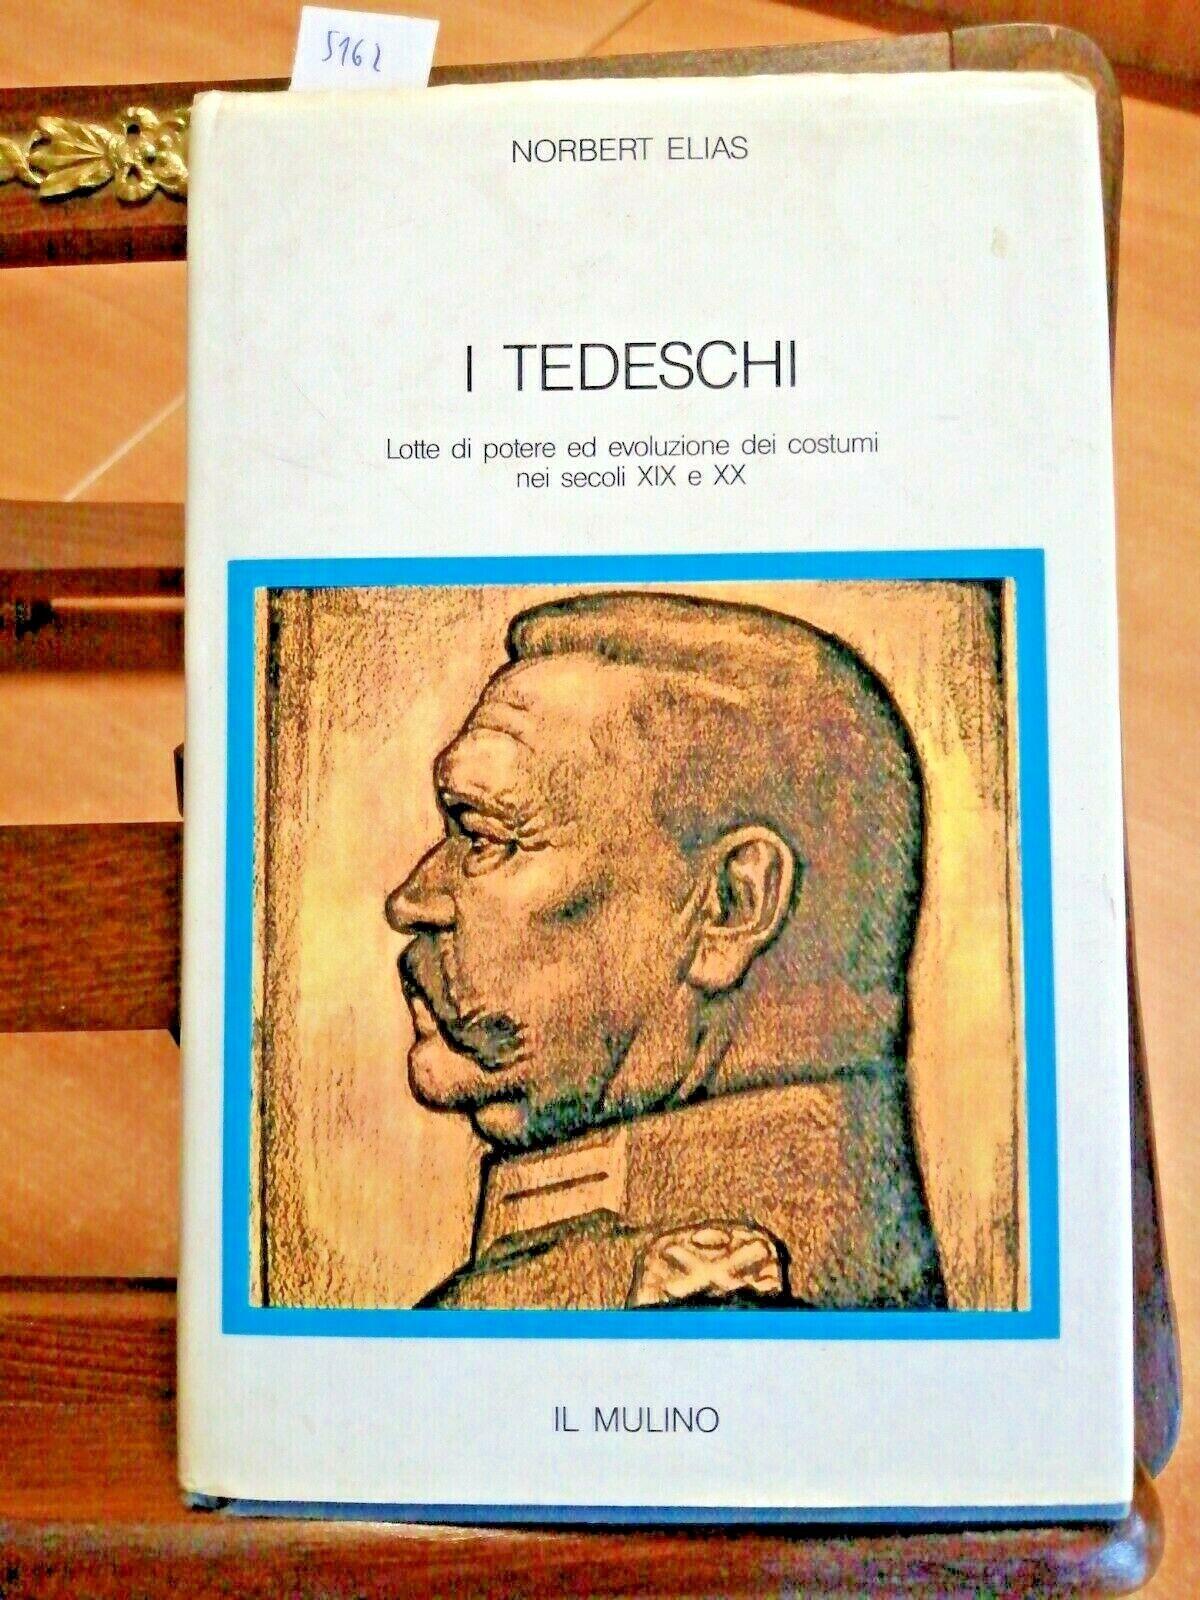 5162
NORBERT ELIAS
I TEDESCHI
Lotte di potere ed evoluzione dei costumi
nei secoli XIX e XX
IL MULINO